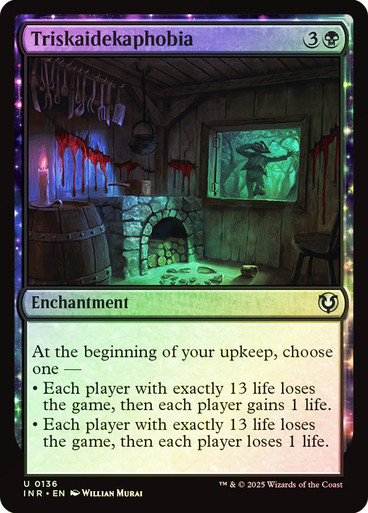 Triskaidekaphobia 3
Enchantment
At the beginning of your upkeep, choose
one —
• Each player with exactly 13 life loses
the game, then each player gains 1 life.
• Each player with exactly 13 life loses
the game, then each player loses 1 life.
U 0136
INR • EN Willian Murai
™ & © 2025 Wizards of the Coast